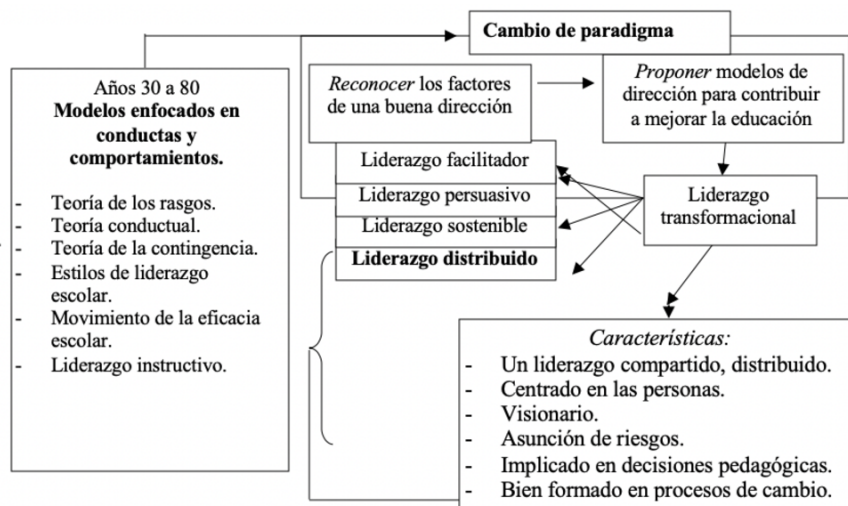 Cambio de paradigma
Años 30 a 80
Modelos enfocados en
conductas y
comportamientos.
- Teoría de los rasgos.
- Teoría conductual.
- Teoría de la contingencia.
- Estilos de liderazgo
escolar.
- Movimiento de la eficacia
escolar.
- Liderazgo instructivo.
Reconocer los factores
de una buena dirección
Proponer modelos de
dirección para contribuir
a mejorar la educación
Liderazgo facilitador
Liderazgo persuasivo
Liderazgo sostenible
Liderazgo distribuido
Liderazgo
transformacional
Características:
- Un liderazgo compartido, distribuido.
- Centrado en las personas.
- Visionario.
- Asunción de riesgos.
- Implicado en decisiones pedagógicas.
- Bien formado en procesos de cambio.